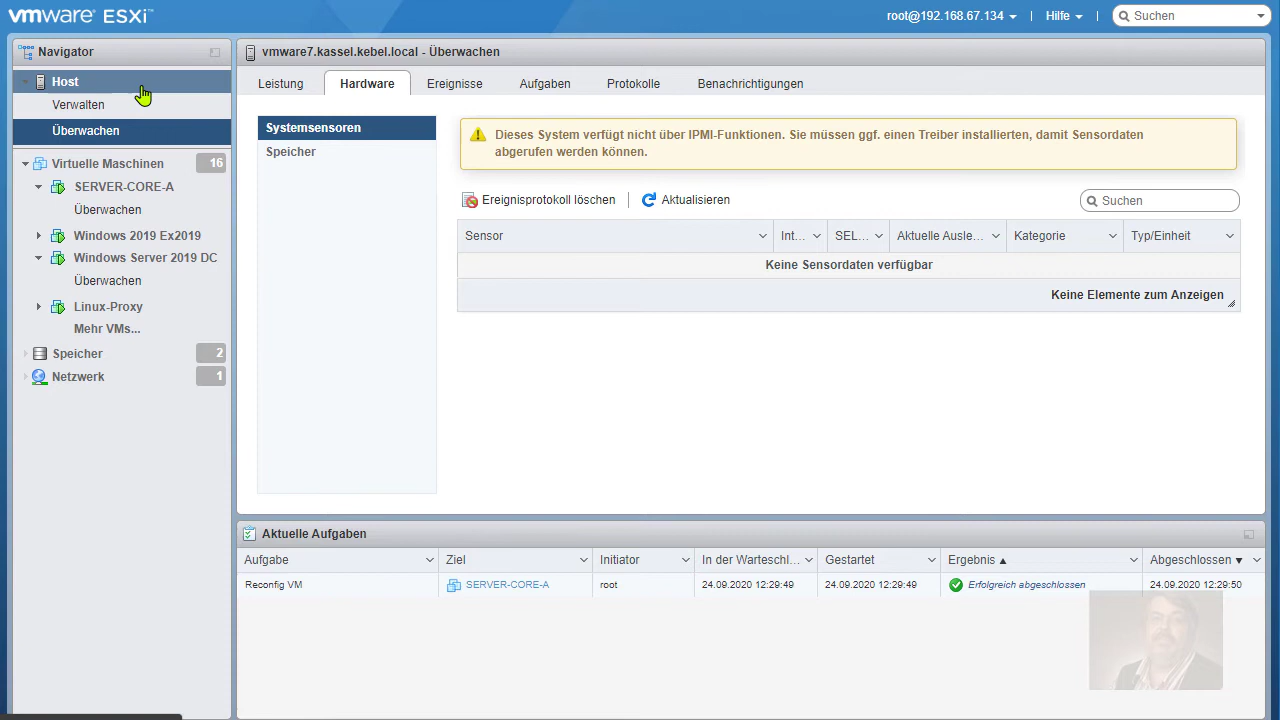 vmware ESXi™
root@192.168.67.134
Hilfe
Suchen
Navigator
Host
Verwalten
Überwachen
Virtuelle Maschinen
16
SERVER-CORE-A
Überwachen
Windows 2019 Ex2019
Windows Server 2019 DC
Überwachen
Linux-Proxy
Mehr VMs...
Speicher
2
Netzwerk
1
vmware7.kassel.kebel.local - Überwachen
Leistung
Hardware
Ereignisse
Aufgaben
Protokolle
Benachrichtigungen
Systemsensoren
Speicher
Dieses System verfügt nicht über IPMI-Funktionen. Sie müssen ggf. einen Treiber installierten, damit Sensordaten
abgerufen werden können.
Ereignisprotokoll löschen
Aktualisieren
Suchen
Sensor
Int...
SEL...
Aktuelle Ausle...
Kategorie
Typ/Einheit
Keine Sensordaten verfügbar
Keine Elemente zum Anzeigen
Aktuelle Aufgaben
Aufgabe
Ziel
Initiator
In der Warteschl...
Gestartet
Ergebnis
Abgeschlossen
Reconfig VM
SERVER-CORE-A
root
24.09.2020 12:29:49
24.09.2020 12:29:49
Erfolgreich abgeschlossen
24.09.2020 12:29:50